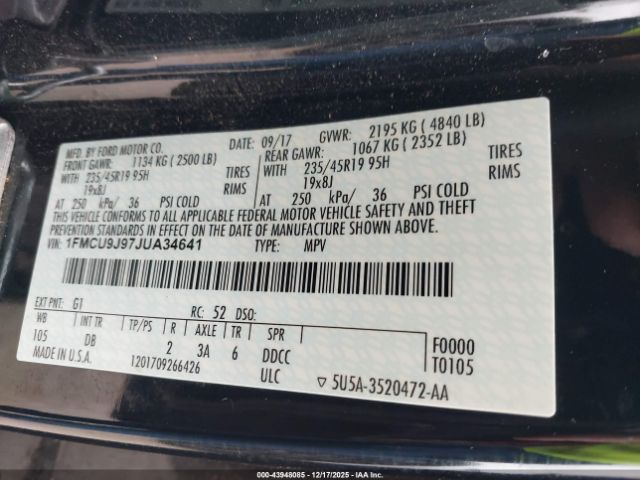 MFD. BY FORD MOTOR CO. DATE: 09/17 GVWR: 2195 KG ( 4840 LB)
FRONT GAWR: 1134 KG ( 2500 LB) REAR GAWR: 1067 KG ( 2352 LB)
WITH 235/45R19 95H TIRES WITH 235/45R19 95H TIRES
19x8J RIMS 19x8J RIMS
AT 250 kPa/ 36 PSI COLD AT 250 kPa/ 36 PSI COLD
THIS VEHICLE CONFORMS TO ALL APPLICABLE FEDERAL MOTOR VEHICLE SAFETY AND THEFT
PREVENTION STANDARDS IN EFFECT ON THE DATE OF MANUFACTURE SHOWN ABOVE.
VIN: 1FMCU9J97JUA34641 TYPE: MPV
EXT PNT: G1 RC: 52 DSO:
WB INT TR TP/PS R AXLE TR SPR F0000
105 DB 2 3A 6 DDCC T0105
MADE IN U.S.A. 1201709266426 ULC ▽ 5U5A-3520472-AA
*** 43948085 - 12/17/2025 - IAA Inc.